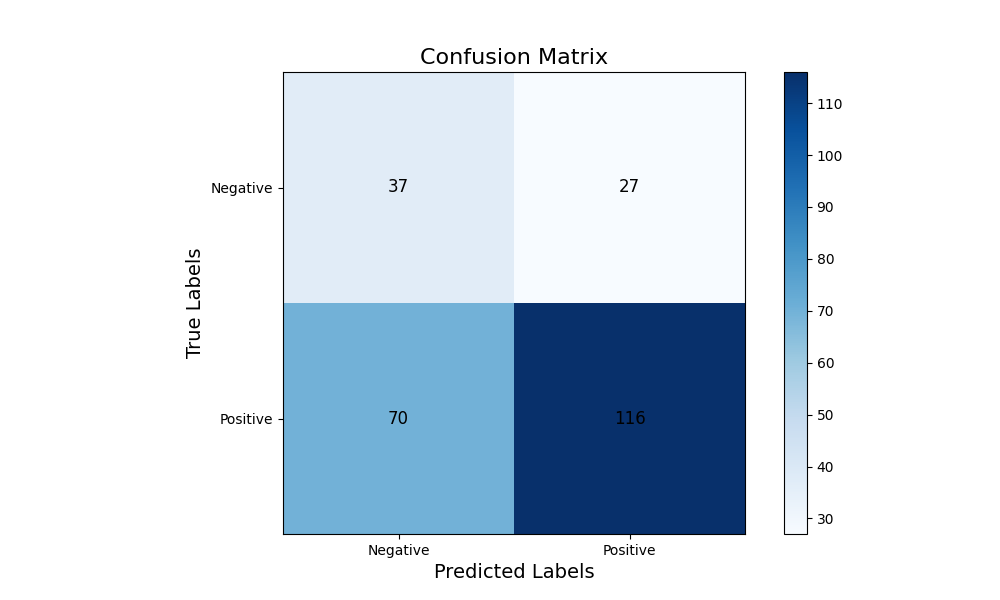 Confusion Matrix
True Labels
Negative
37
27
Positive
70
116
Negative
Positive
Predicted Labels
110
100
90
80
70
60
50
40
30